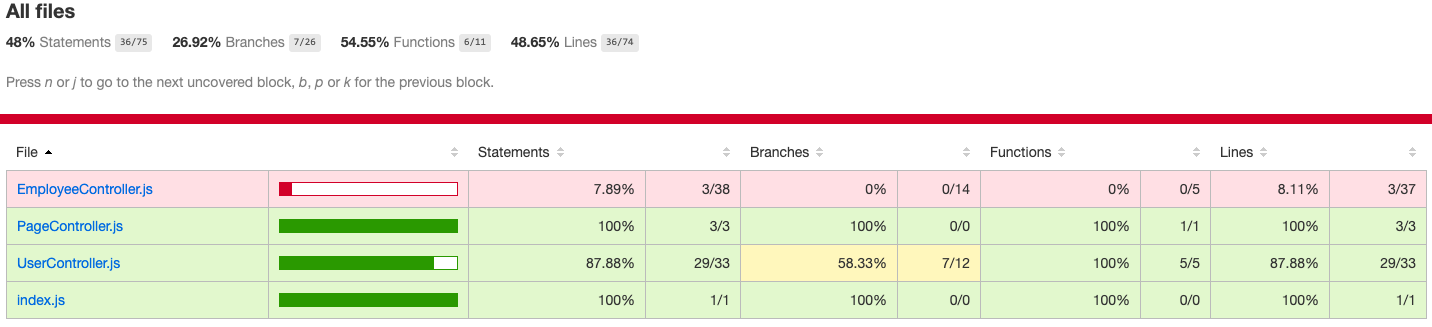 All files
48% Statements 36/75 26.92% Branches 7/26 54.55% Functions 6/11 48.65% Lines 36/74
Press n or j to go to the next uncovered block, b, p or k for the previous block.
File Statements Branches Functions Lines
EmployeeController.js 7.89% 3/38 0% 0/14 0% 0/5 8.11% 3/37
PageController.js 100% 3/3 100% 0/0 100% 1/1 100% 3/3
UserController.js 87.88% 29/33 58.33% 7/12 100% 5/5 87.88% 29/33
index.js 100% 1/1 100% 0/0 100% 0/0 100% 1/1